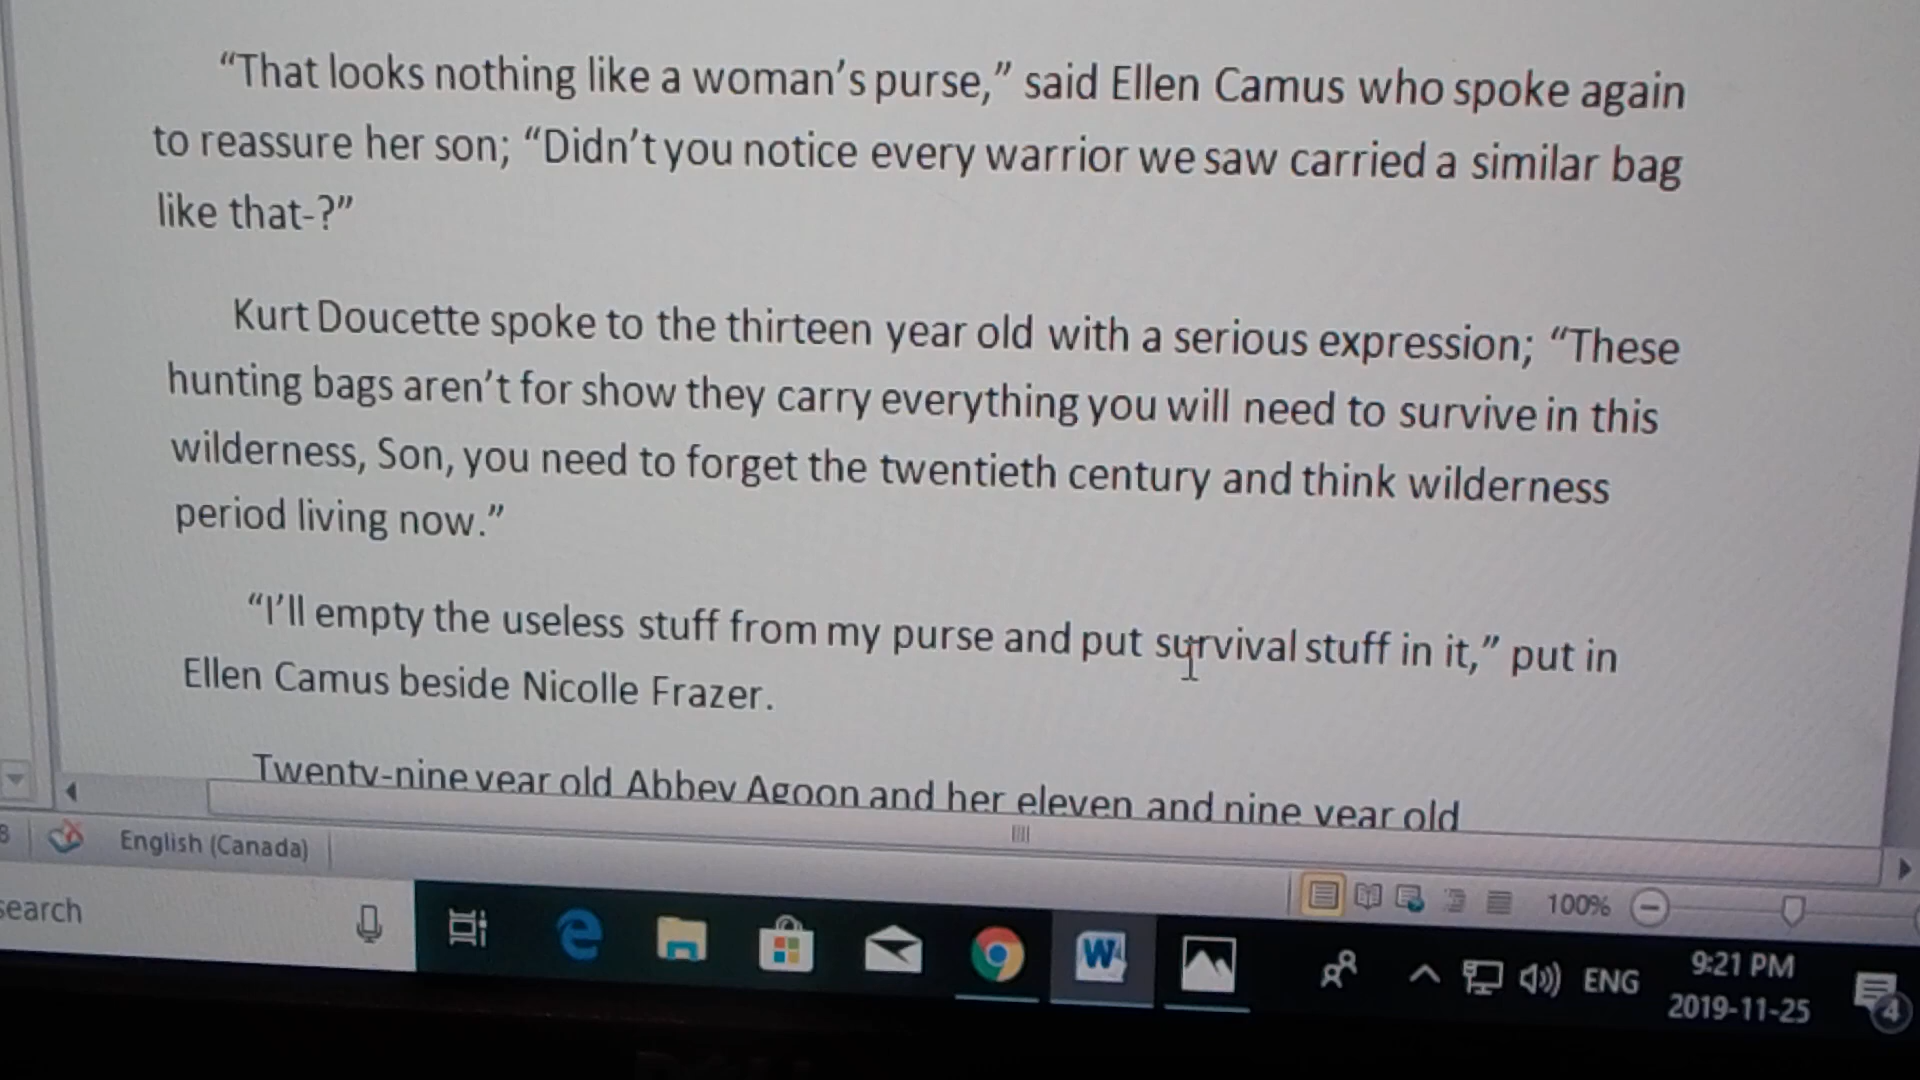 “That looks nothing like a woman’s purse,” said Ellen Camus who spoke again
to reassure her son; “Didn’t you notice every warrior we saw carried a similar bag
like that-?”
Kurt Doucette spoke to the thirteen year old with a serious expression; “These
hunting bags aren’t for show they carry everything you will need to survive in this
wilderness, Son, you need to forget the twentieth century and think wilderness
period living now.”
“I’ll empty the useless stuff from my purse and put survival stuff in it,” put in
Ellen Camus beside Nicolle Frazer.
Twenty-nine year old Abbey Agoon and her eleven and nine year old
English (Canada)
100%
search
W
ENG
9:21 PM
2019-11-25
4